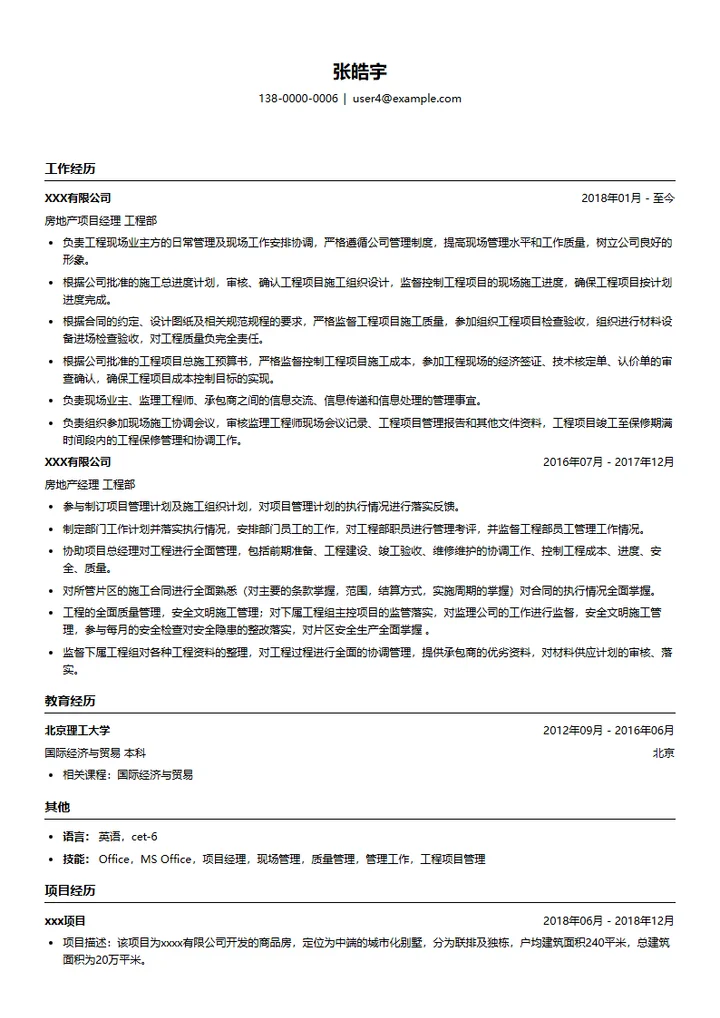 张皓宇
138-0000-0006 | user4@example.com
工作经历
XXX有限公司 2018年01月 - 至今
房地产项目经理 工程部
• 负责工程现场业主方的日常管理及现场工作安排协调，严格遵循公司管理制度，提高现场管理水平和工作质量，树立公司良好的
形象。
• 根据公司批准的施工总进度计划，审核、确认工程项目施工组织设计，监督控制工程项目的现场施工进度，确保工程项目按计划
进度完成。
• 根据合同的约定、设计图纸及相关规范规程的要求，严格监督工程项目施工质量，参加组织工程项目检查验收，组织进行材料设
备进场检查验收，对工程质量负完全责任。
• 根据公司批准的工程项目总施工预算书，严格监督控制工程项目施工成本，参加工程现场的经济签证、技术核定单、认价单的审
查确认，确保工程项目成本控制目标的实现。
• 负责现场业主、监理工程师、承包商之间的信息交流、信息传递和信息处理的管理事宜。
• 负责组织参加现场施工协调会议，审核监理工程师现场会议记录、工程项目管理报告和其他文件资料，工程项目竣工至保修期满
时间段内的工程保修管理和协调工作。
XXX有限公司 2016年07月 - 2017年12月
房地产经理 工程部
• 参与制订项目管理计划及施工组织计划，对项目管理计划的执行情况进行落实反馈。
• 制定部门工作计划并落实执行情况，安排部门员工的工作，对工程部职员进行管理考评，并监督工程部员工管理工作情况。
• 协助项目总经理对工程进行全面管理，包括前期准备、工程建设、竣工验收、维修维护的协调工作、控制工程成本、进度、安
全、质量。
• 对所管片区的施工合同进行全面熟悉（对主要的条款掌握，范围，结算方式，实施周期的掌握）对合同的执行情况全面掌握。
• 工程的全面质量管理，安全文明施工管理；对下属工程组主控项目的监管落实，对监理公司的工作进行监督，安全文明施工管
理，参与每月的安全检查对安全隐患的整改落实，对片区安全生产全面掌握 。
• 监督下属工程组对各种工程资料的整理，对工程过程进行全面的协调管理，提供承包商的优劣资料，对材料供应计划的审核、落
实。
教育经历
北京理工大学 2012年09月 - 2016年06月
国际经济与贸易 本科 北京
• 相关课程：国际经济与贸易
其他
• 语言： 英语，cet-6
• 技能： Office，MS Office，项目经理，现场管理，质量管理，管理工作，工程项目管理
项目经历
xxx项目 2018年06月 - 2018年12月
• 项目描述：该项目为xxxx有限公司开发的商品房，定位为中端的城市化别墅，分为联排及独栋，户均建筑面积240平米，总建筑
面积为20万平米。